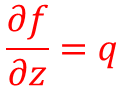 ∂f/∂z = q